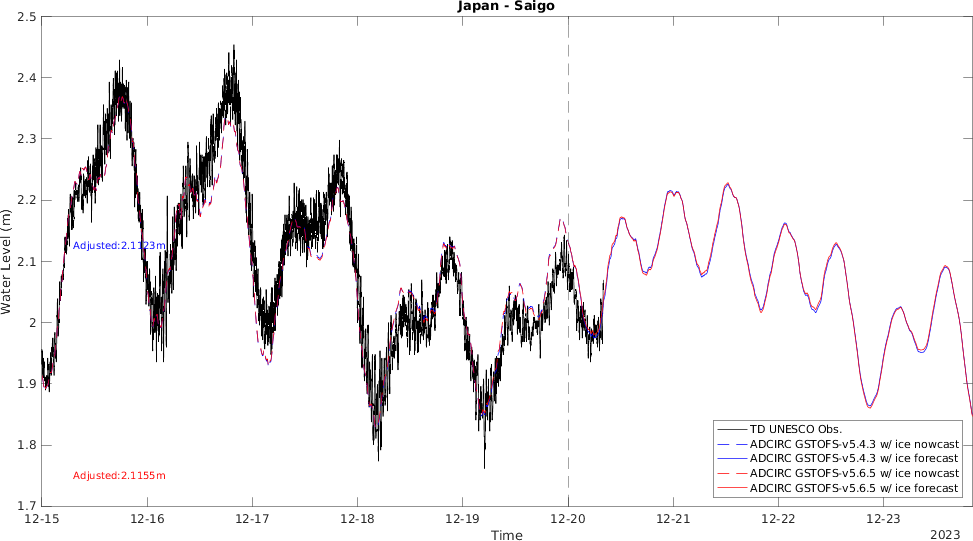 Japan - Saigo
2.5
2.4
2.3
2.2
2.1
2
1.9
1.8
1.7
Water Level (m)
Adjusted:2.1123m
Adjusted:2.1155m
TD UNESCO Obs.
ADCIRC GSTOFS-v5.4.3 w/ ice nowcast
ADCIRC GSTOFS-v5.4.3 w/ ice forecast
ADCIRC GSTOFS-v5.6.5 w/ ice nowcast
ADCIRC GSTOFS-v5.6.5 w/ ice forecast
12-15 12-16 12-17 12-18 12-19 12-20 12-21 12-22 12-23
Time
2023